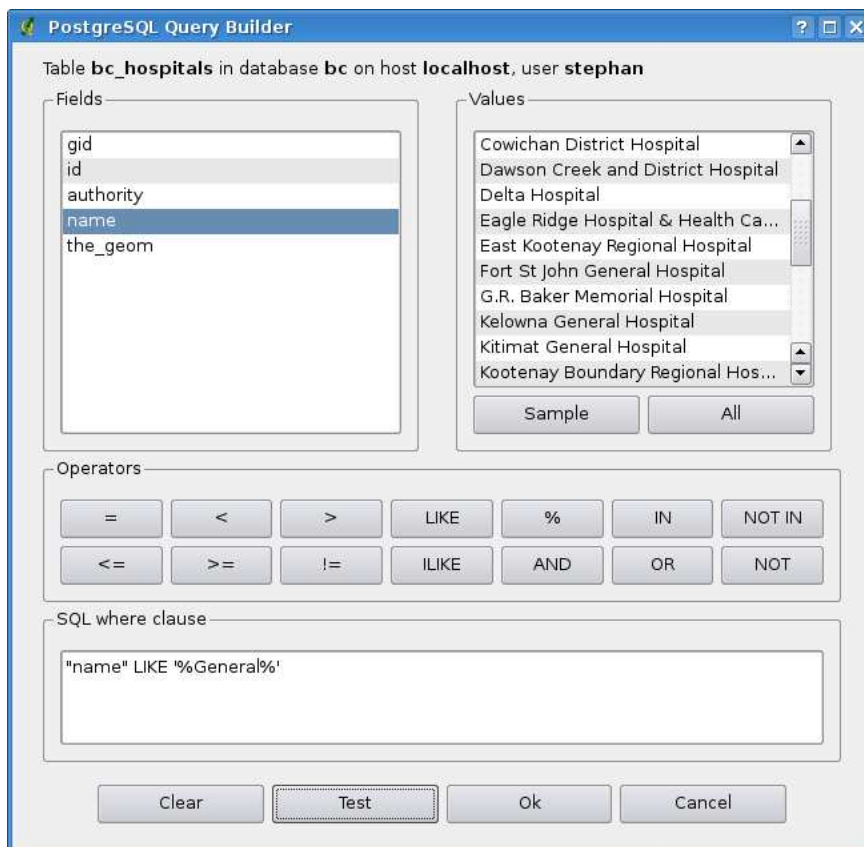 PostgreSQL Query Builder
Table bc_hospitals in database bc on host localhost, user stephan
Fields
gid
id
authority
name
the_geom
Values
Cowichan District Hospital
Dawson Creek and District Hospital
Delta Hospital
Eagle Ridge Hospital & Health Ca...
East Kootenay Regional Hospital
Fort St John General Hospital
G.R. Baker Memorial Hospital
Kelowna General Hospital
Kitimat General Hospital
Kootenay Boundary Regional Hos...
Sample All
Operators
= < > LIKE % IN NOT IN
<= >= != ILIKE AND OR NOT
SQL where clause
"name" LIKE '%General%'
Clear Test Ok Cancel